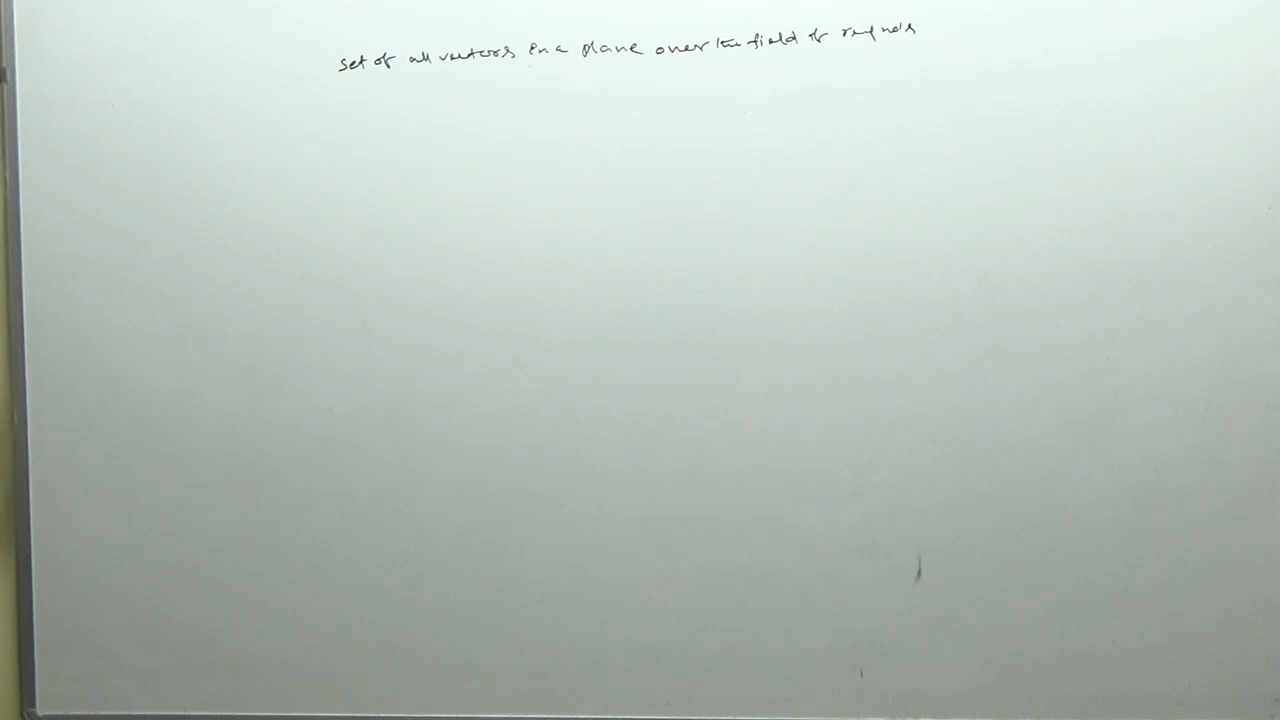 set of all vectors in a plane over the field of real no's